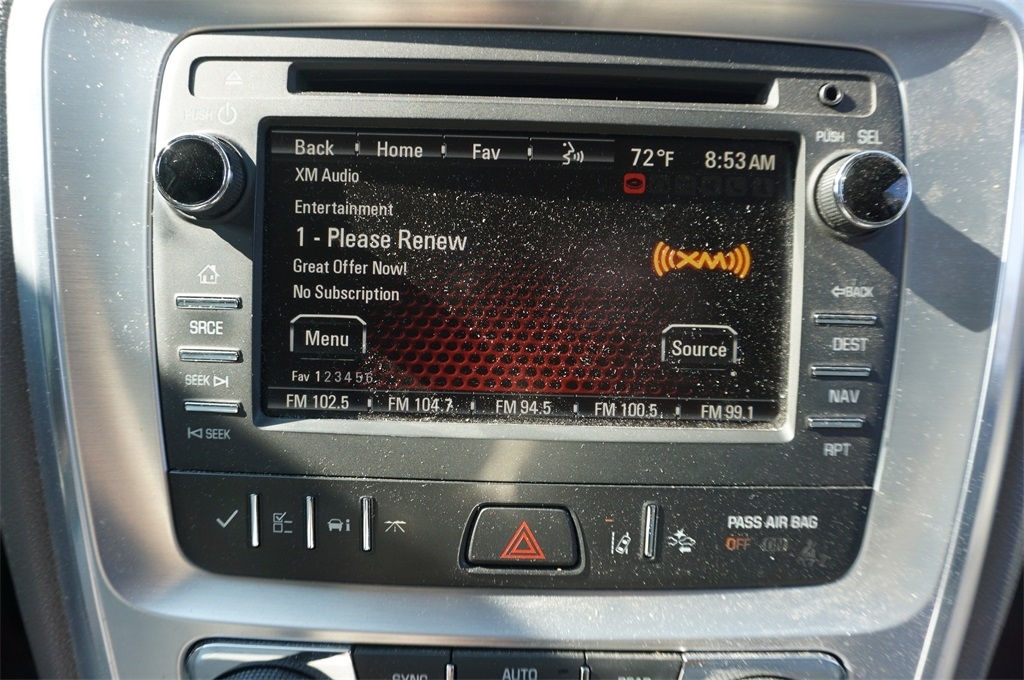 PUSH
PUSH SEL
Back Home Fav 72°F 8:53 AM
XM Audio
Entertainment
1 - Please Renew
XM
Great Offer Now!
No Subscription
Menu Source
Fav 1 2 3 4 5 6
FM 102.5 FM 104.7 FM 94.5 FM 100.5 FM 99.1
SRCE
SEEK
SEEK
BACK
DEST
NAV
RPT
PASS AIR BAG
OFF
SYNC AUTO REAR